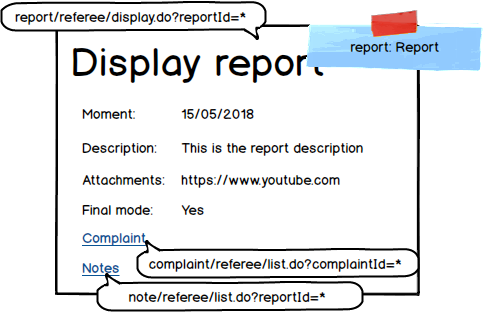 report/referee/display.do?reportId=*
report: Report
Display report
Moment: 15/05/2018
Description: This is the report description
Attachments: https://www.youtube.com
Final mode: Yes
Complaint
complaint/referee/list.do?complaintId=*
Notes
note/referee/list.do?reportId=*